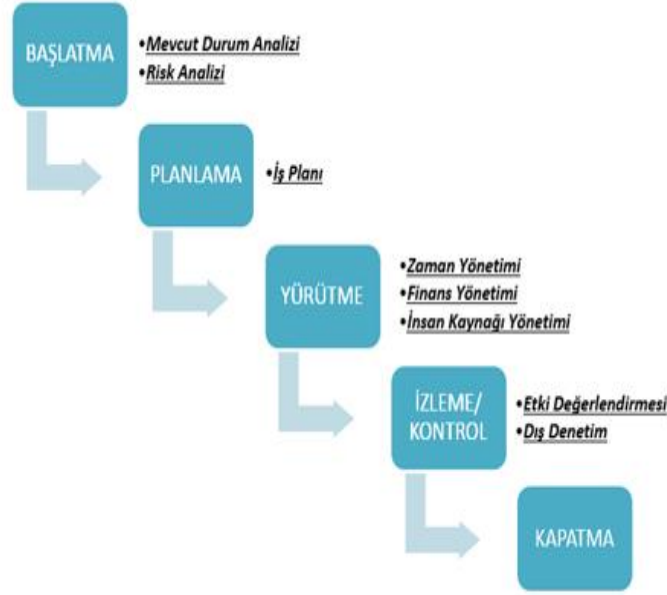 BAŞLATMA
•Mevcut Durum Analizi
•Risk Analizi
PLANLAMA
•İş Planı
YÜRÜTME
•Zaman Yönetimi
•Finans Yönetimi
•İnsan Kaynağı Yönetimi
İZLEME/
KONTROL
•Etki Değerlendirmesi
•Dış Denetim
KAPATMA